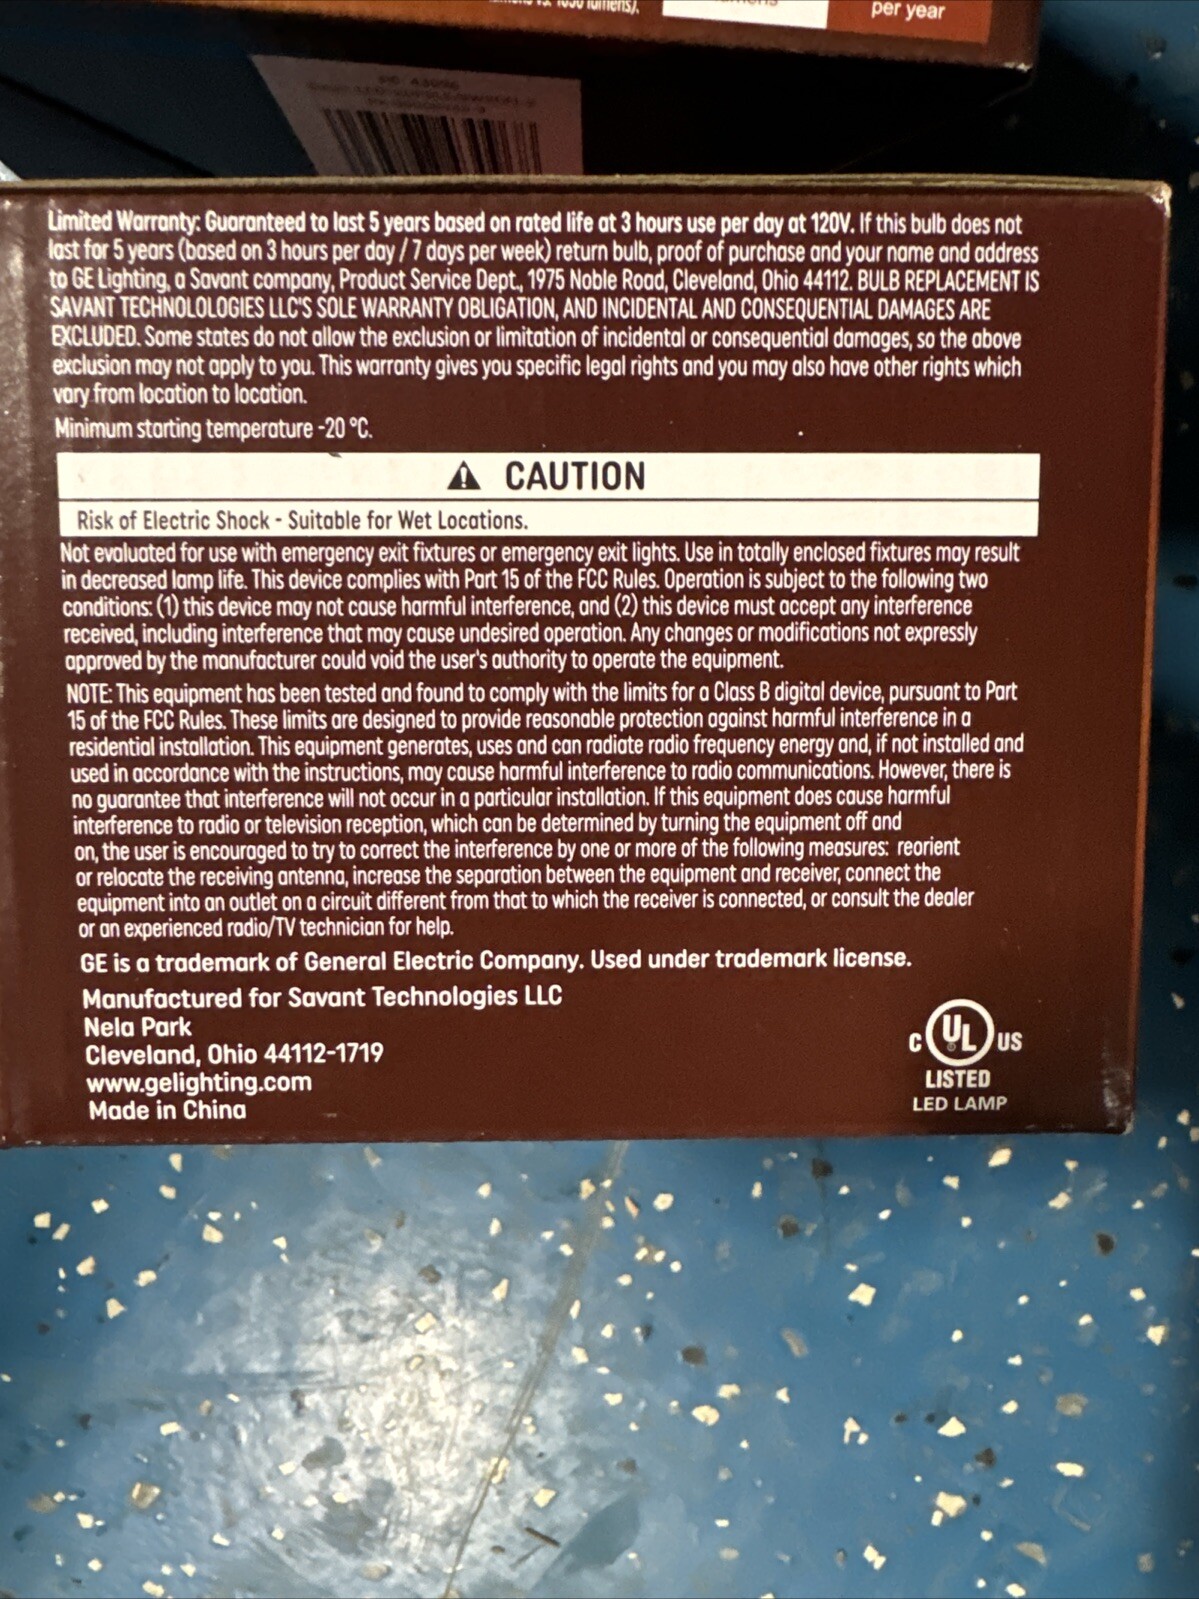 lumens).
per year
Limited Warranty: Guaranteed to last 5 years based on rated life at 3 hours use per day at 120V. If this bulb does not
last for 5 years (based on 3 hours per day / 7 days per week) return bulb, proof of purchase and your name and address
to GE Lighting, a Savant company, Product Service Dept., 1975 Noble Road, Cleveland, Ohio 44112. BULB REPLACEMENT IS
SAVANT TECHNOLOLOGIES LLC'S SOLE WARRANTY OBLIGATION, AND INCIDENTAL AND CONSEQUENTIAL DAMAGES ARE
EXCLUDED. Some states do not allow the exclusion or limitation of incidental or consequential damages, so the above
exclusion may not apply to you. This warranty gives you specific legal rights and you may also have other rights which
vary from location to location.
Minimum starting temperature -20 °C.
CAUTION
Risk of Electric Shock - Suitable for Wet Locations.
Not evaluated for use with emergency exit fixtures or emergency exit lights. Use in totally enclosed fixtures may result
in decreased lamp life. This device complies with Part 15 of the FCC Rules. Operation is subject to the following two
conditions: (1) this device may not cause harmful interference, and (2) this device must accept any interference
received, including interference that may cause undesired operation. Any changes or modifications not expressly
approved by the manufacturer could void the user's authority to operate the equipment.
NOTE: This equipment has been tested and found to comply with the limits for a Class B digital device, pursuant to Part
15 of the FCC Rules. These limits are designed to provide reasonable protection against harmful interference in a
residential installation. This equipment generates, uses and can radiate radio frequency energy and, if not installed and
used in accordance with the instructions, may cause harmful interference to radio communications. However, there is
no guarantee that interference will not occur in a particular installation. If this equipment does cause harmful
interference to radio or television reception, which can be determined by turning the equipment off and
on, the user is encouraged to try to correct the interference by one or more of the following measures: reorient
or relocate the receiving antenna, increase the separation between the equipment and receiver, connect the
equipment into an outlet on a circuit different from that to which the receiver is connected, or consult the dealer
or an experienced radio/TV technician for help.
GE is a trademark of General Electric Company. Used under trademark license.
Manufactured for Savant Technologies LLC
Nela Park
Cleveland, Ohio 44112-1719
www.gelighting.com
Made in China
C UL US
LISTED
LED LAMP